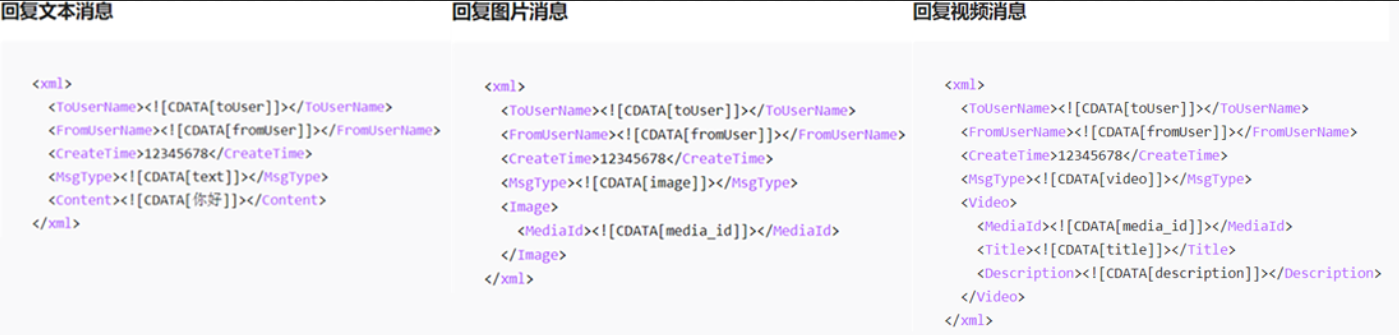 回复文本消息
<xml>
<ToUserName><![CDATA[toUser]]></ToUserName>
<FromUserName><![CDATA[fromUser]]></FromUserName>
<CreateTime>12345678</CreateTime>
<MsgType><![CDATA[text]]></MsgType>
<Content><![CDATA[你好]]></Content>
</xml>
回复图片消息
<xml>
<ToUserName><![CDATA[toUser]]></ToUserName>
<FromUserName><![CDATA[fromUser]]></FromUserName>
<CreateTime>12345678</CreateTime>
<MsgType><![CDATA[image]]></MsgType>
<Image>
<MediaId><![CDATA[media_id]]></MediaId>
</Image>
</xml>
回复视频消息
<xml>
<ToUserName><![CDATA[toUser]]></ToUserName>
<FromUserName><![CDATA[fromUser]]></FromUserName>
<CreateTime>12345678</CreateTime>
<MsgType><![CDATA[video]]></MsgType>
<Video>
<MediaId><![CDATA[media_id]]></MediaId>
<Title><![CDATA[title]]></Title>
<Description><![CDATA[description]]></Description>
</Video>
</xml>